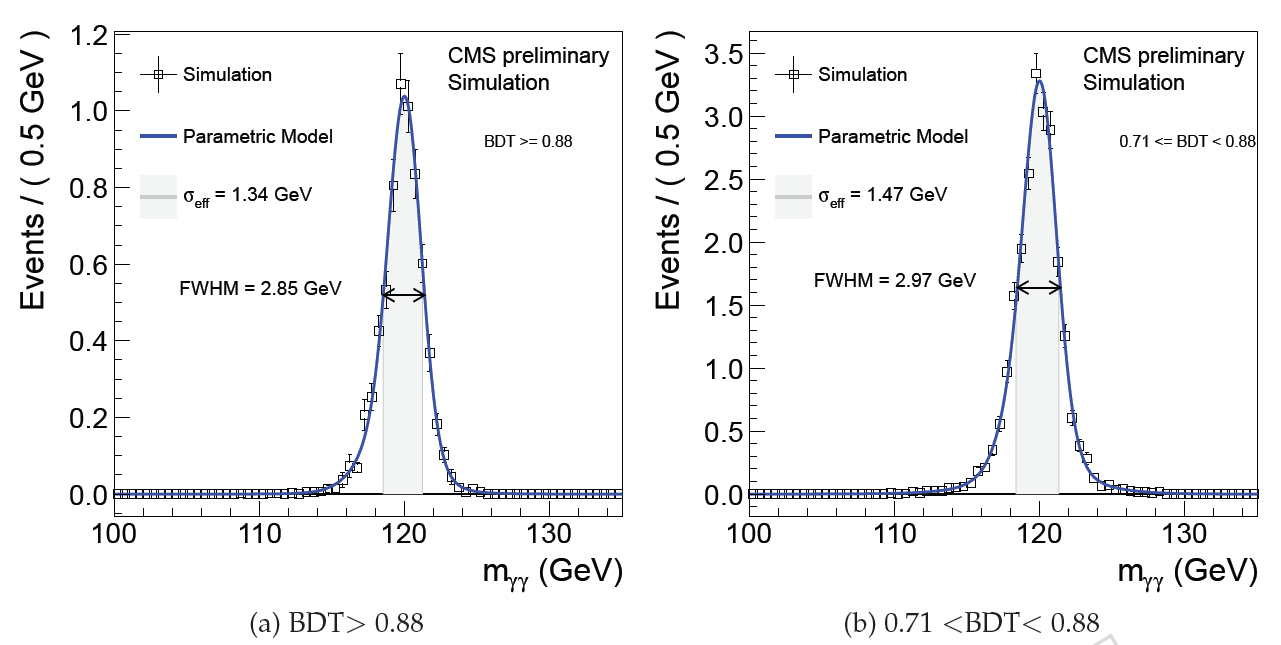 Events / ( 0.5 GeV )
1.2
1.0
0.8
0.6
0.4
0.2
0.0
Simulation
Parametric Model
σeff = 1.34 GeV
FWHM = 2.85 GeV
CMS preliminary
Simulation
BDT >= 0.88
100 110 120 130
mγγ (GeV)
(a) BDT> 0.88
Events / ( 0.5 GeV )
3.5
3.0
2.5
2.0
1.5
1.0
0.5
0.0
Simulation
Parametric Model
σeff = 1.47 GeV
FWHM = 2.97 GeV
CMS preliminary
Simulation
0.71 <= BDT < 0.88
100 110 120 130
mγγ (GeV)
(b) 0.71 <BDT< 0.88